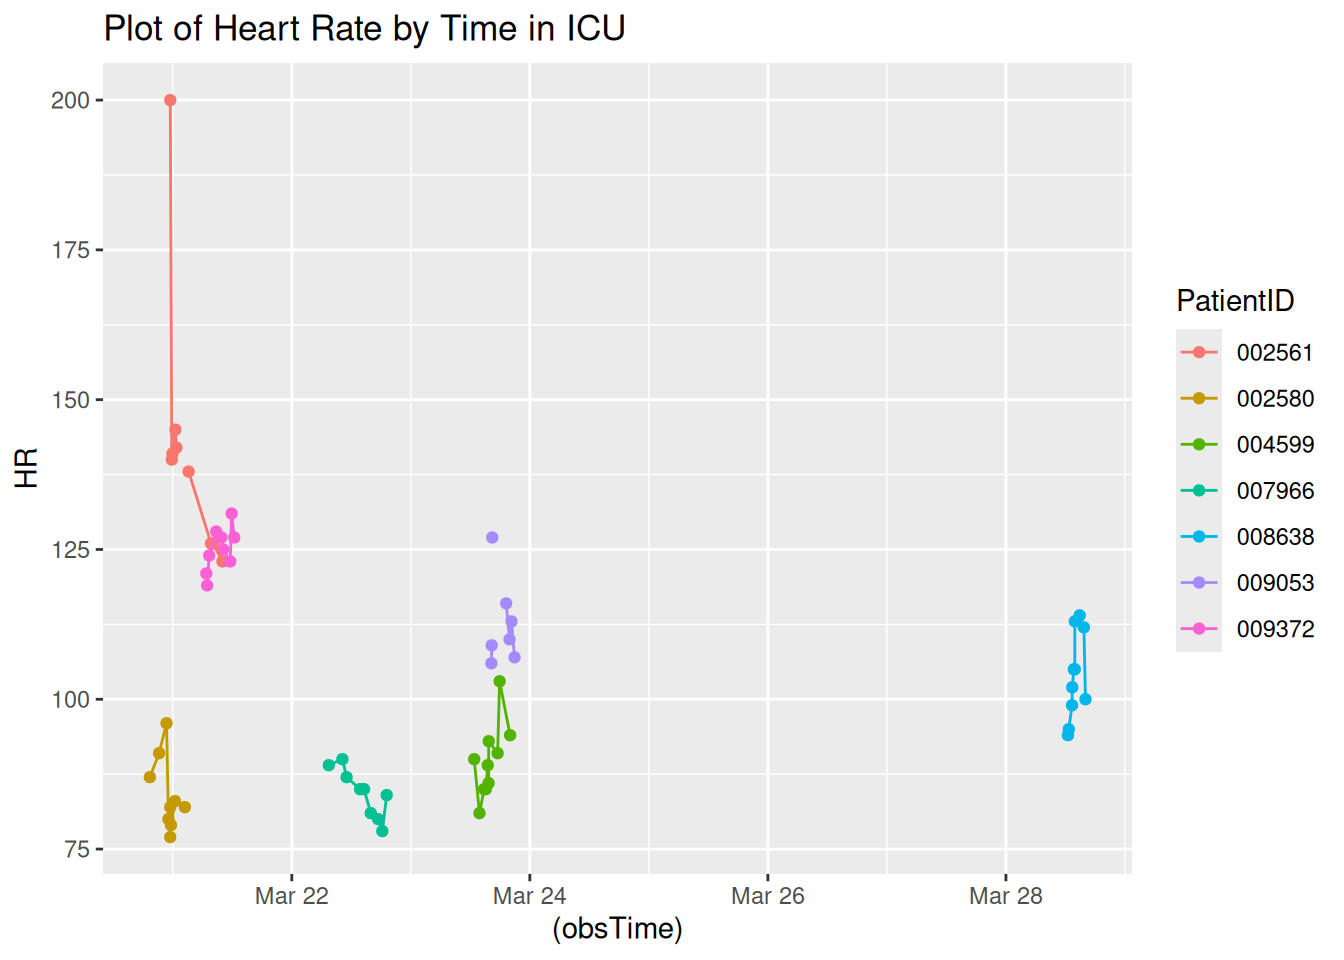 Plot of Heart Rate by Time in ICU
HR
200
175
150
125
100
75
Mar 22
Mar 24
Mar 26
Mar 28
(obsTime)
PatientID
002561
002580
004599
007966
008638
009053
009372